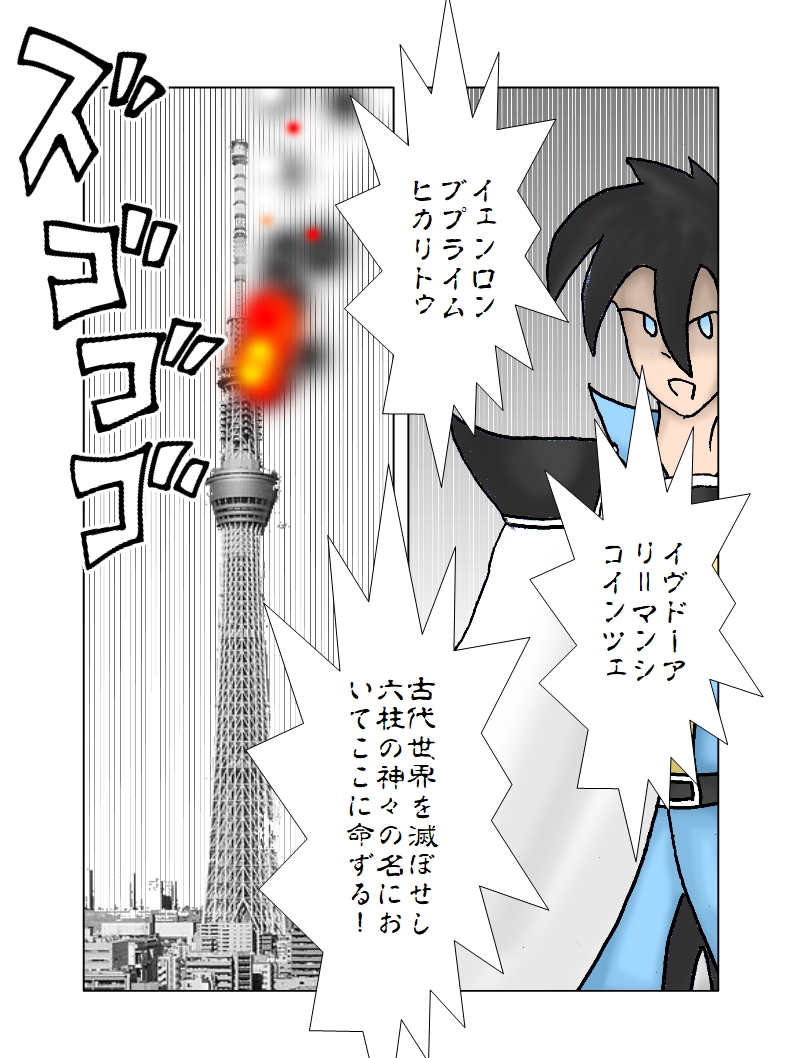 イエンロン
ブプライム
ヒカリトゥ
イヴドーア
リ=マンシ
コインツェ
古代世界を滅ぼせし
六柱の神々の名にお
いてここに命ずる!
ズゴゴゴ